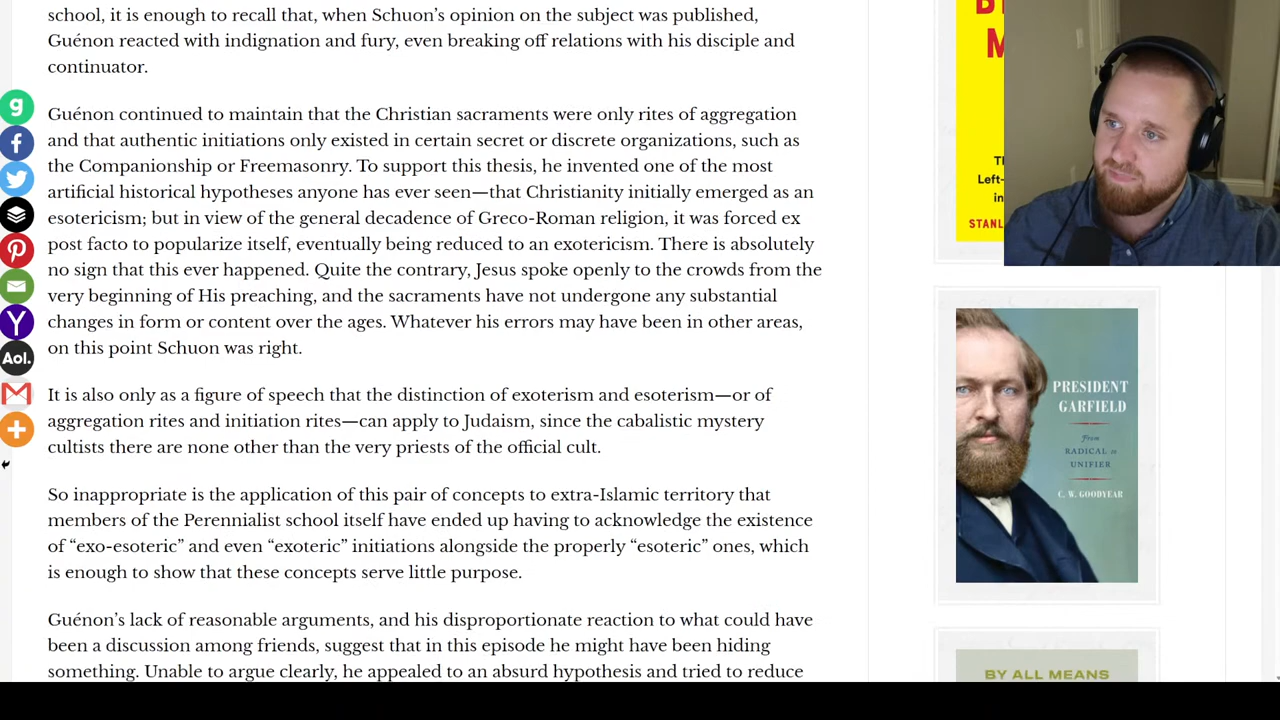 school, it is enough to recall that, when Schuon's opinion on the subject was published,
Guénon reacted with indignation and fury, even breaking off relations with his disciple and
continuator.
Guénon continued to maintain that the Christian sacraments were only rites of aggregation
and that authentic initiations only existed in certain secret or discrete organizations, such as
the Companionship or Freemasonry. To support this thesis, he invented one of the most
artificial historical hypotheses anyone has ever seen—that Christianity initially emerged as an
esotericism; but in view of the general decadence of Greco-Roman religion, it was forced ex
post facto to popularize itself, eventually being reduced to an exotericism. There is absolutely
no sign that this ever happened. Quite the contrary, Jesus spoke openly to the crowds from the
very beginning of His preaching, and the sacraments have not undergone any substantial
changes in form or content over the ages. Whatever his errors may have been in other areas,
on this point Schuon was right.
It is also only as a figure of speech that the distinction of exoterism and esoterism—or of
aggregation rites and initiation rites—can apply to Judaism, since the cabalistic mystery
cultists there are none other than the very priests of the official cult.
So inappropriate is the application of this pair of concepts to extra-Islamic territory that
members of the Perennialist school itself have ended up having to acknowledge the existence
of “exo-esoteric” and even “exoteric” initiations alongside the properly “esoteric” ones, which
is enough to show that these concepts serve little purpose.
Guénon's lack of reasonable arguments, and his disproportionate reaction to what could have
been a discussion among friends, suggest that in this episode he might have been hiding
something. Unable to argue clearly, he appealed to an absurd hypothesis and tried to reduce
g
f
Y
Aol.
M
Left-
in
STANL
PRESIDENT
GARFIELD
From
RADICAL to
UNIFIER
C. W. GOODYEAR
BY ALL MEANS